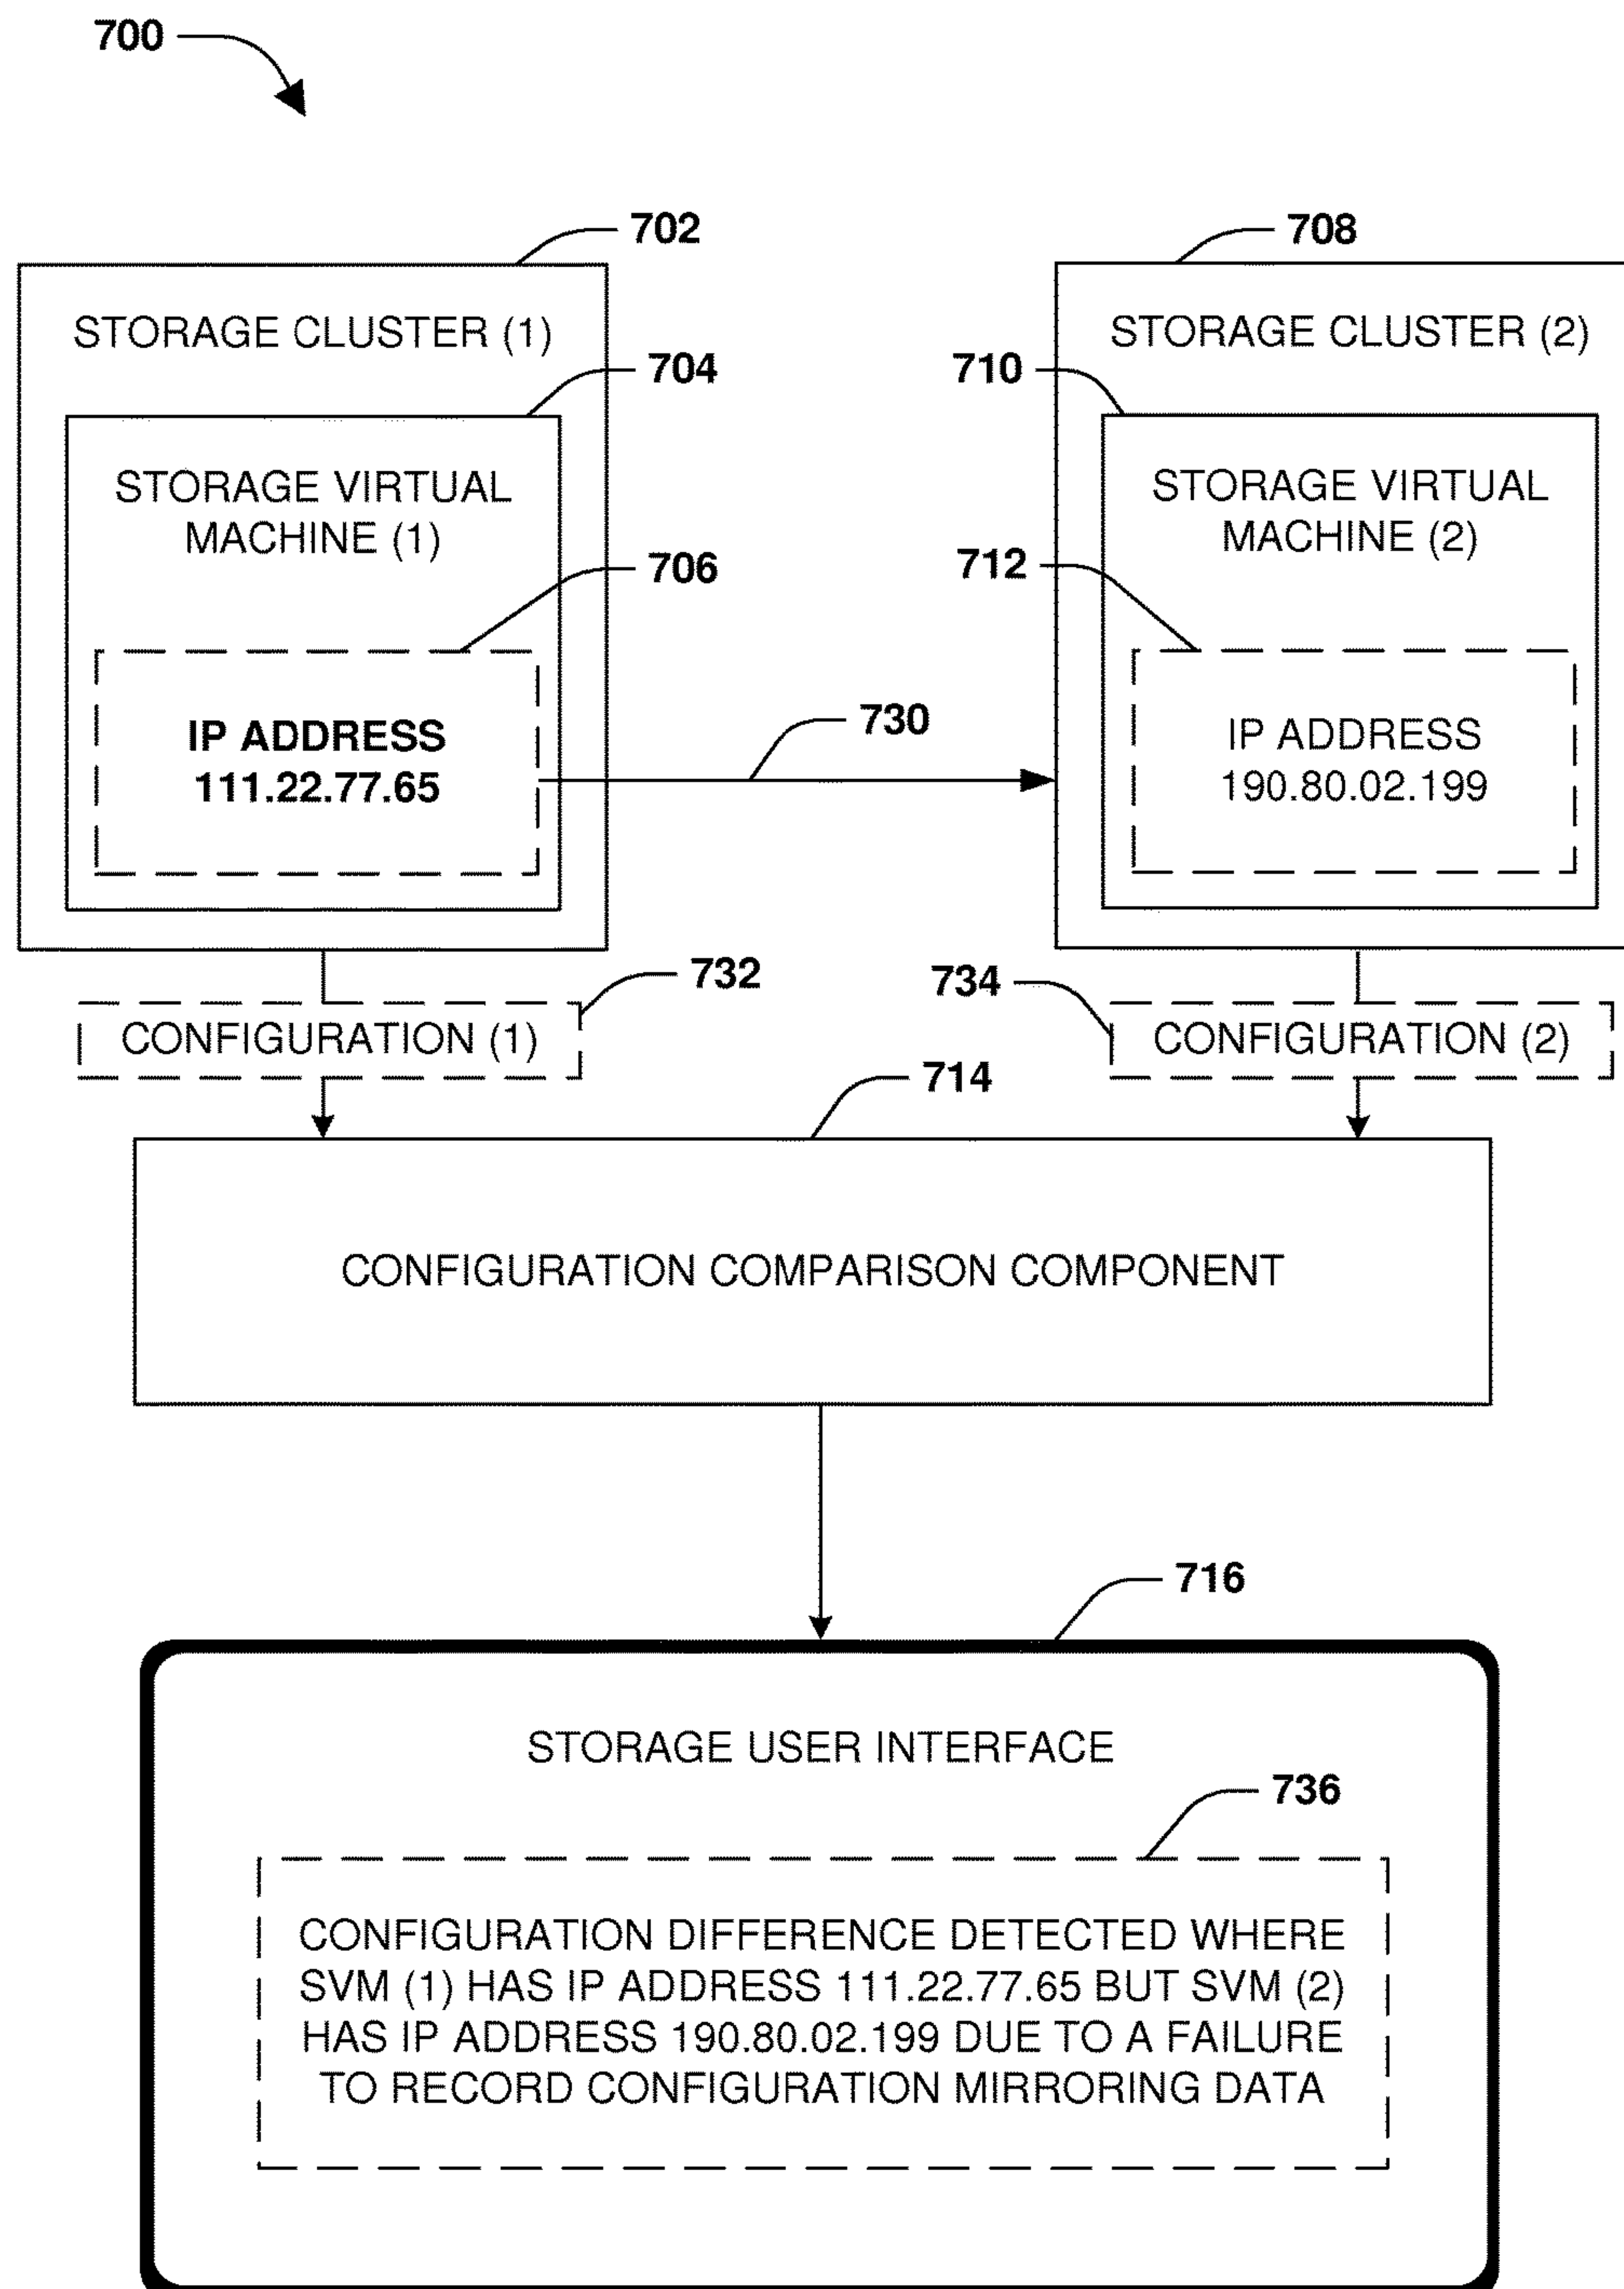 700
702
708
STORAGE CLUSTER (1)
STORAGE CLUSTER (2)
704
710
STORAGE VIRTUAL
MACHINE (1)
STORAGE VIRTUAL
MACHINE (2)
706
712
IP ADDRESS
111.22.77.65
730
IP ADDRESS
190.80.02.199
732
734
CONFIGURATION (1)
CONFIGURATION (2)
714
CONFIGURATION COMPARISON COMPONENT
716
STORAGE USER INTERFACE
736
CONFIGURATION DIFFERENCE DETECTED WHERE
SVM (1) HAS IP ADDRESS 111.22.77.65 BUT SVM (2)
HAS IP ADDRESS 190.80.02.199 DUE TO A FAILURE
TO RECORD CONFIGURATION MIRRORING DATA